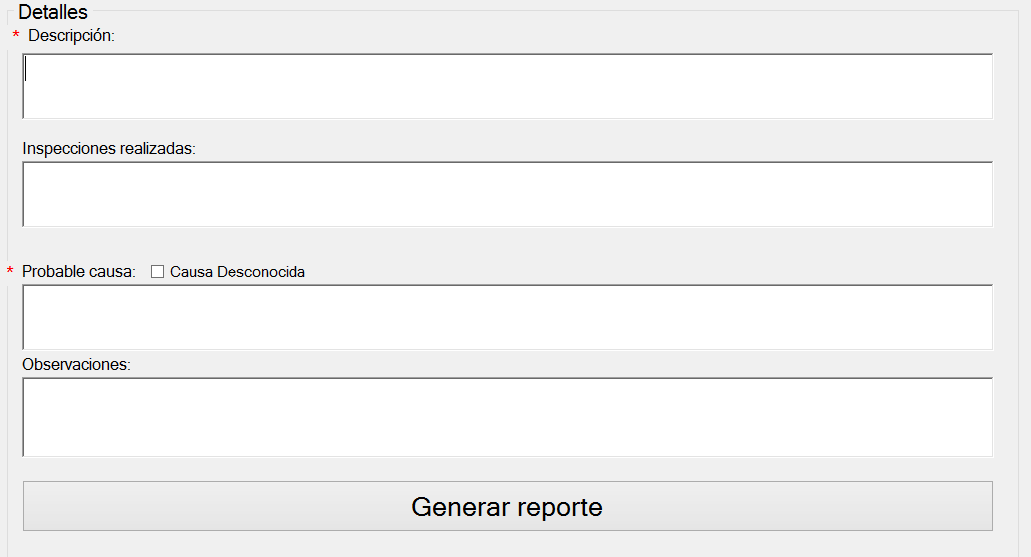 Detalles
* Descripción:
Inspecciones realizadas:
* Probable causa: Causa Desconocida
Observaciones:
Generar reporte